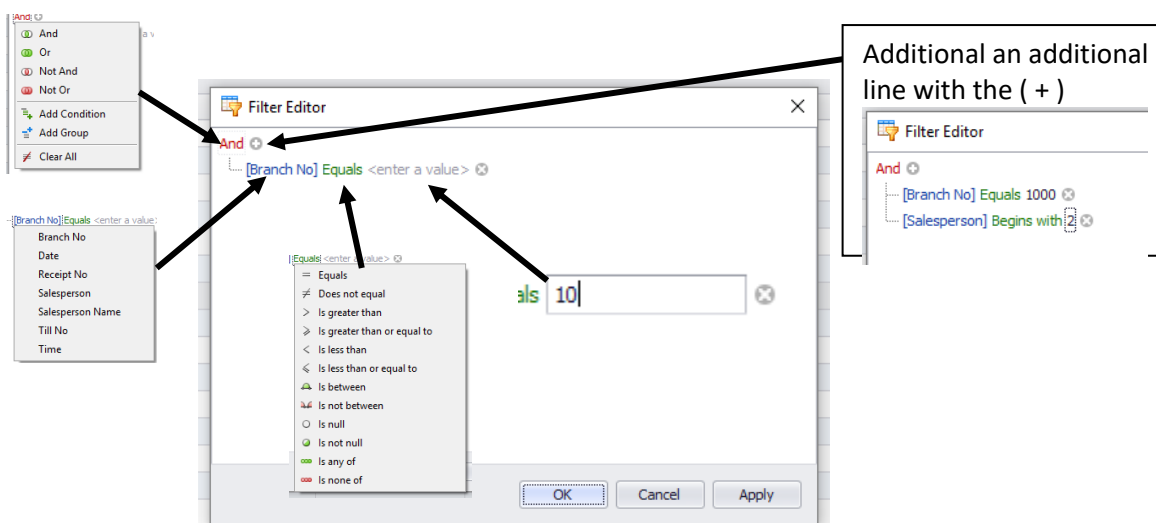 [And]
And
Or
Not And
Not Or
Add Condition
Add Group
Clear All
[Branch No] Equals <enter a value>
Branch No
Date
Receipt No
Salesperson
Salesperson Name
Till No
Time
Filter Editor
And
[Branch No] Equals <enter a value>
Equals <enter a value>
= Equals
≠ Does not equal
> Is greater than
⩾ Is greater than or equal to
< Is less than
⩽ Is less than or equal to
Is between
Is not between
Is null
Is not null
Is any of
Is none of
als 10
OK Cancel Apply
Additional an additional
line with the ( + )
Filter Editor
And
[Branch No] Equals 1000
[Salesperson] Begins with 2